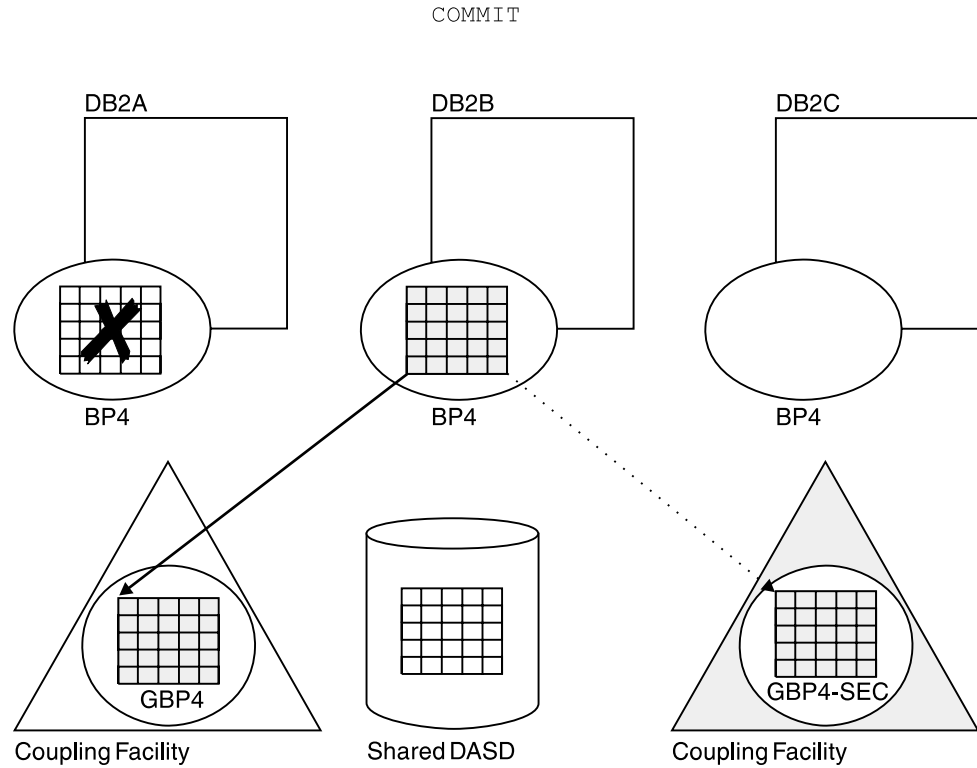 COMMIT
DB2A
DB2B
DB2C
BP4
BP4
BP4
GBP4
GBP4-SEC
Coupling Facility
Shared DASD
Coupling Facility